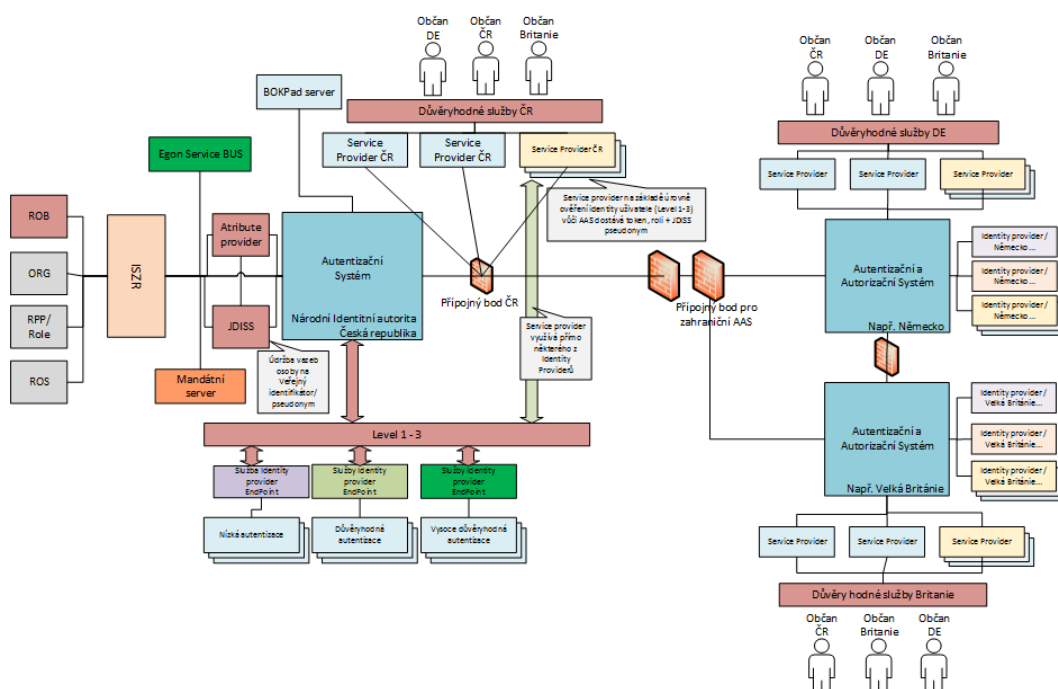 Občan
DE
Občan
ČR
Občan
Britanie
Důvěryhodné služby ČR
BOKPad server
Service
Provider ČR
Service
Provider ČR
Service Provider ČR
Egon Service BUS
Service provider na základě úrovně
ověření identity uživatele (Level 1-3)
vůči AAS dostává token, rolí + JDISS
pseudonym
ROB
ORG
RPP/
Role
ROS
ISZR
Atribute
provider
JDISS
Autentizační
Systém
Národní Identitní autorita
Česká republika
Údržba vazeb
osoby na
Veřejný
identifikátor/
pseudonym
Mandátní
server
Přípojný bod ČR
Service provider
využívá přímo
některého z
Identity
Providerů
Přípojný bod pro
zahraniční AAS
Level 1 - 3
Služba Identity
provider
EndPoint
Služby Identity
provider
EndPoint
Služby Identity
provider
EndPoint
Nízká autentizace
Důvěryhodná
autentizace
Vysoce důvěryhodná
autentizace
Občan
ČR
Občan
DE
Občan
Britanie
Důvěryhodné služby DE
Service Provider
Service Provider
Service Provider
Autentizační a
Autorizační Systém
Např. Německo
Identity provider/
Německo ...
Identity provider/
Německo ...
Identity provider/
Německo ...
Autentizační a
Autorizační Systém
Např. Velká Británie
Identity provider/
Velká Británie...
Identity provider/
Velká Británie...
Identity provider/
Velká Británie...
Service Provider
Service Provider
Service Provider
Důvěry hodné služby Britanie
Občan
ČR
Občan
Britanie
Občan
DE